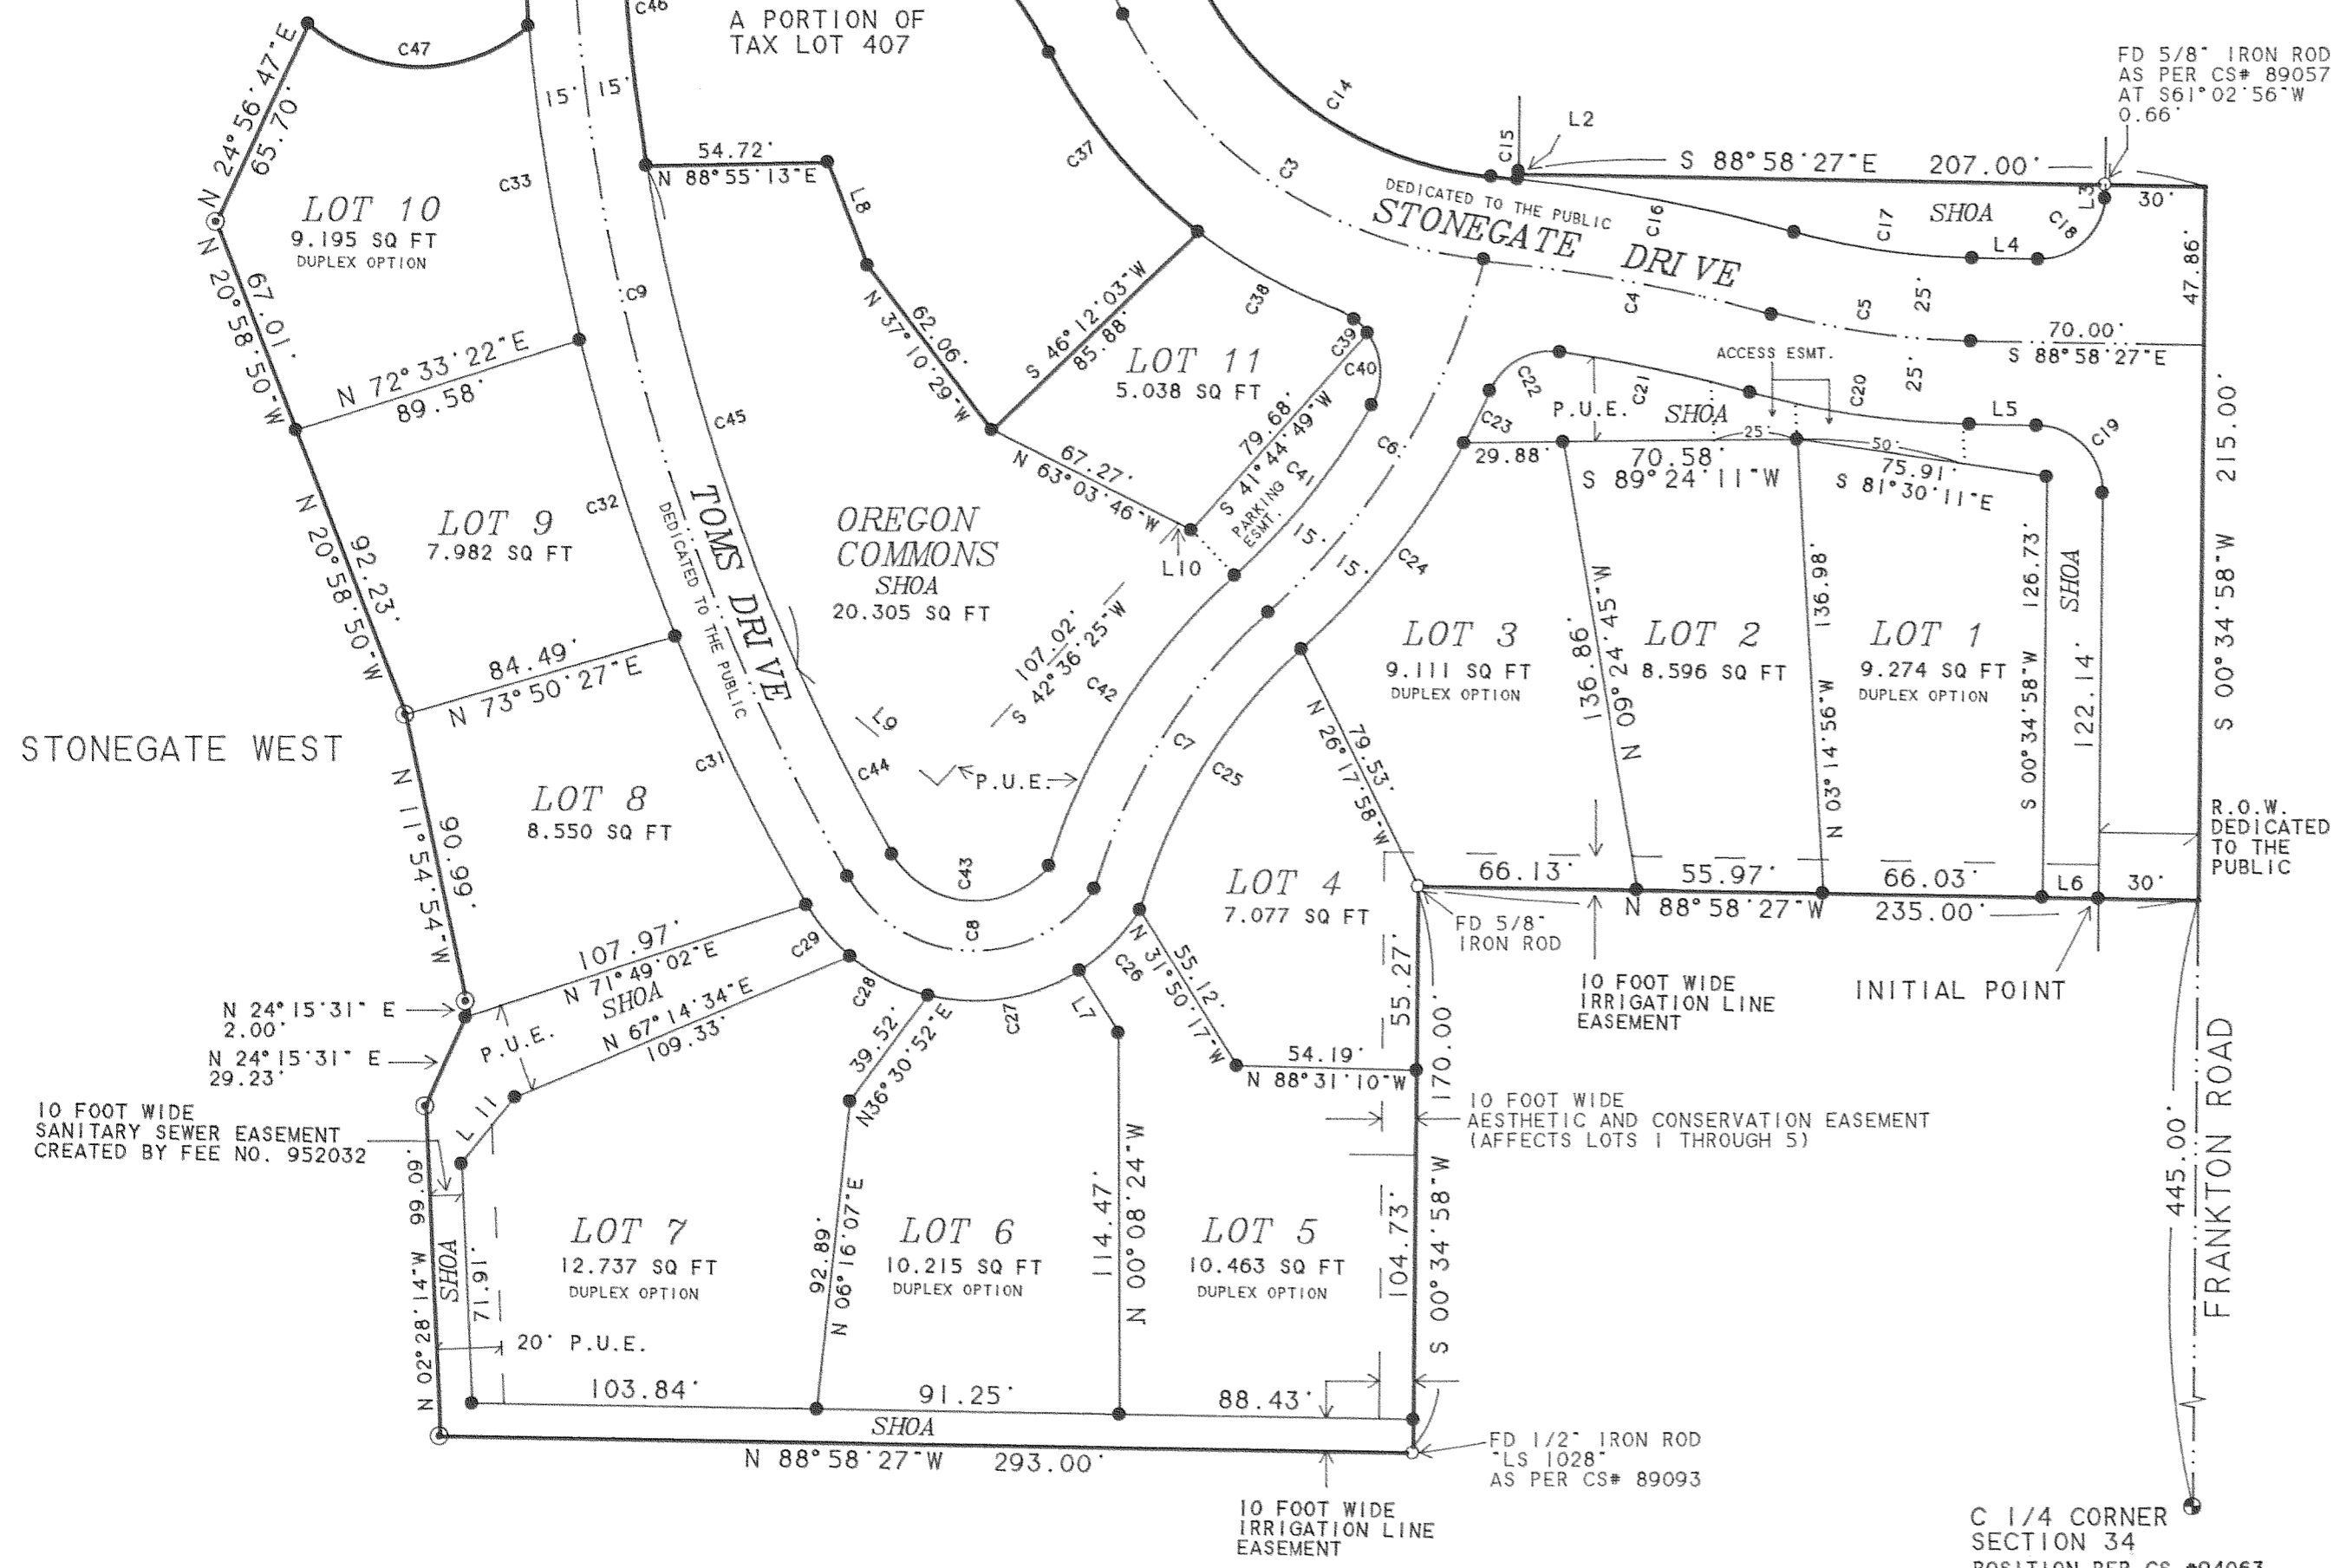 C46
A PORTION OF
TAX LOT 407
C47
N 24°56'47"E
65.70'
15'
15'
C14
C15
L2
FD 5/8" IRON ROD
AS PER CS# 89057
AT S61°02'56"W
0.66'
S 88°58'27"E 207.00'
54.72'
N 88°55'13"E
C37
C3
C33
L8
DEDICATED TO THE PUBLIC
STONEGATE DRIVE
C16
C17
SHOA
C18
L3
30'
L4
47.86'
LOT 10
9.195 SQ FT
DUPLEX OPTION
N 20°58'50"W
67.01'
C9
N 37°10'29"W
62.06'
S 46°12'03"W
85.88'
C38
C39
C40
C4
C5
25'
70.00'
S 88°58'27"E
25'
N 72°33'22"E
89.58'
C45
LOT 11
5.038 SQ FT
79.68'
S 41°44'49"W
C41
PARKING
ESMT.
C6
C22
C23
P.U.E.
C21
ACCESS ESMT.
SHOA
C20
L5
C19
25'
50'
29.88'
70.58'
S 89°24'11"W
75.91'
S 81°30'11"E
215.00'
S 00°34'58"W
67.27'
N 63°03'46"W
L10
LOT 9
7.982 SQ FT
C32
92.23'
N 20°58'50"W
TOMS DRIVE
DEDICATED TO THE PUBLIC
OREGON
COMMONS
SHOA
20.305 SQ FT
15'
15'
C24
107.02'
S 42°36'25"W
C42
LOT 3
9.111 SQ FT
DUPLEX OPTION
136.86'
N 09°24'45"W
LOT 2
8.596 SQ FT
136.98'
N 03°14'56"W
LOT 1
9.274 SQ FT
DUPLEX OPTION
126.73'
S 00°34'58"W
SHOA
122.14'
84.49'
N 73°50'27"E
STONEGATE WEST
C31
L9
C44
P.U.E.
C7
C25
79.53'
N 26°17'58"W
LOT 8
8.550 SQ FT
90.99'
N 11°54'54"W
R.O.W.
DEDICATED
TO THE
PUBLIC
C43
C8
LOT 4
7.077 SQ FT
66.13'
55.97'
66.03'
L6
30'
N 88°58'27"W 235.00'
FD 5/8"
IRON ROD
107.97'
N 71°49'02"E
SHOA
N 67°14'34"E
109.33'
P.U.E.
C29
C28
C27
C26
L7
55.12'
N 31°50'17"W
55.27'
170.00'
10 FOOT WIDE
IRRIGATION LINE
EASEMENT
INITIAL POINT
N 24°15'31" E
2.00'
N 24°15'31" E
29.23'
39.52'
N36°30'52"E
54.19'
N 88°31'10"W
10 FOOT WIDE
SANITARY SEWER EASEMENT
CREATED BY FEE NO. 952032
L 11
10 FOOT WIDE
AESTHETIC AND CONSERVATION EASEMENT
(AFFECTS LOTS 1 THROUGH 5)
FRANKTON ROAD
445.00'
N 02°28'14"W 99.09'
SHOA
71.91'
LOT 7
12.737 SQ FT
DUPLEX OPTION
92.89'
N 06°19'07"E
LOT 6
10.215 SQ FT
DUPLEX OPTION
114.47'
N 00°08'24"W
LOT 5
10.463 SQ FT
DUPLEX OPTION
104.73'
S 00°34'58"W
20' P.U.E.
103.84'
91.25'
88.43'
SHOA
N 88°58'27"W 293.00'
FD 1/2" IRON ROD
"LS 1028"
AS PER CS# 89093
10 FOOT WIDE
IRRIGATION LINE
EASEMENT
C 1/4 CORNER
SECTION 34
POSITION PER CS #94063